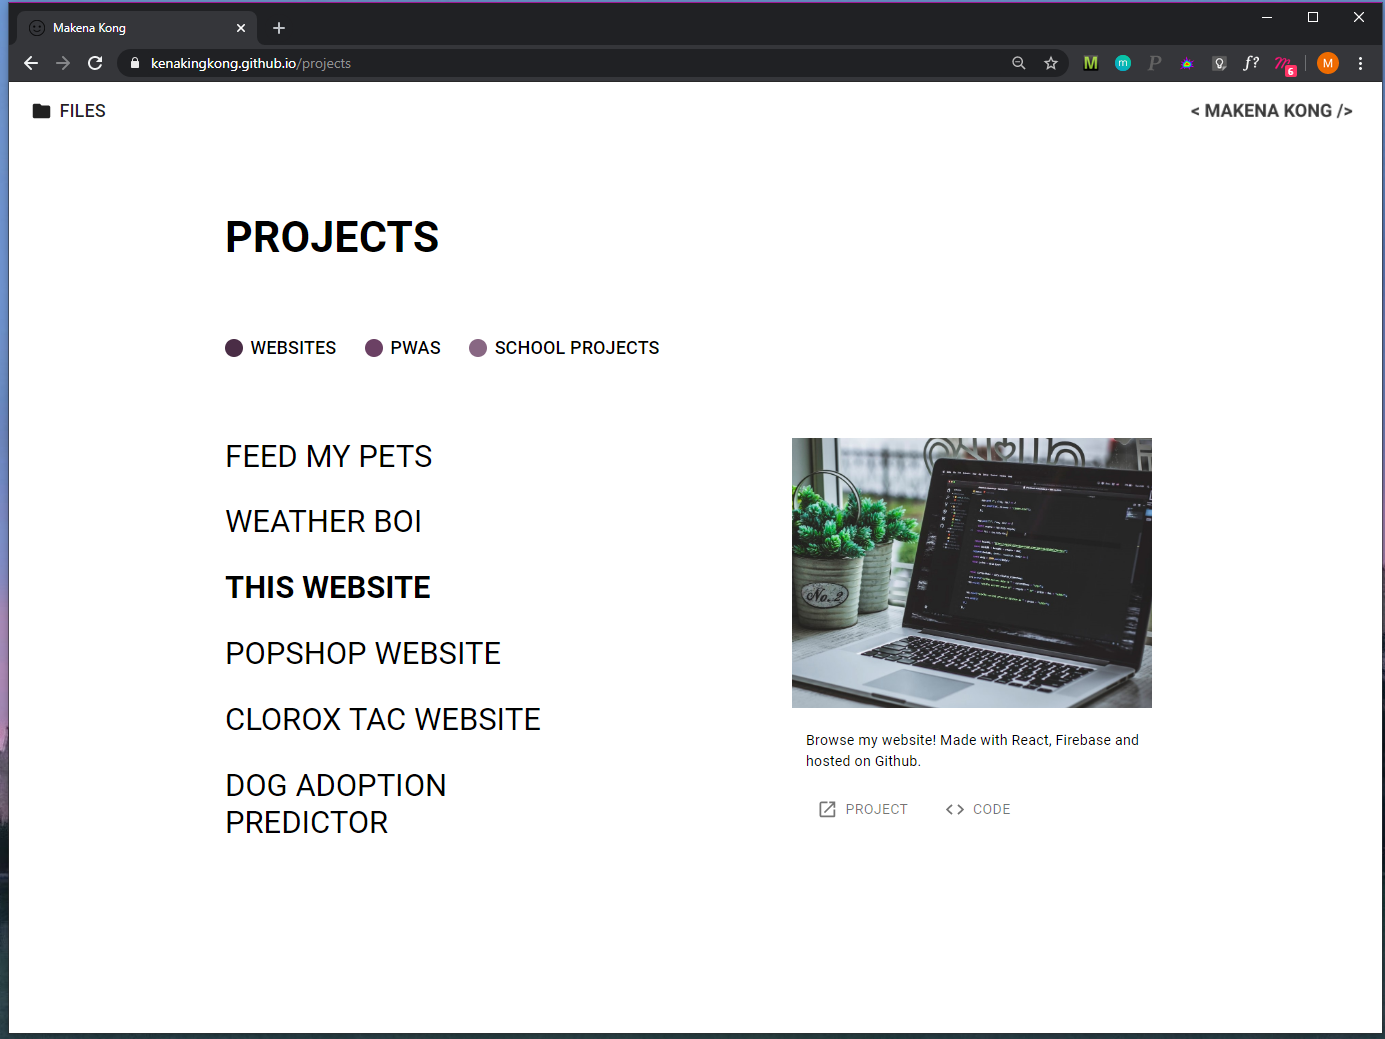 Makena Kong
kenakingkong.github.io/projects
M
m
P
f?
6
M
FILES
< MAKENA KONG />
PROJECTS
WEBSITES
PWAS
SCHOOL PROJECTS
FEED MY PETS
WEATHER BOI
THIS WEBSITE
POPSHOP WEBSITE
CLOROX TAC WEBSITE
DOG ADOPTION
PREDICTOR
No. 2
Browse my website! Made with React, Firebase and
hosted on Github.
PROJECT
CODE